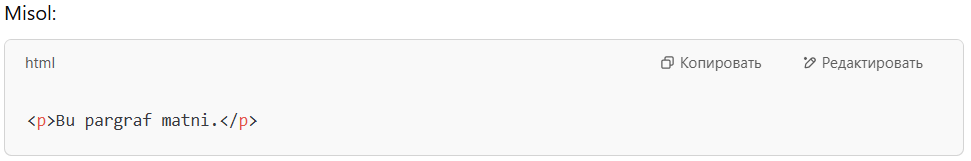 Misol:
html Копировать Редактировать
<p>Bu pargraf matni.</p>